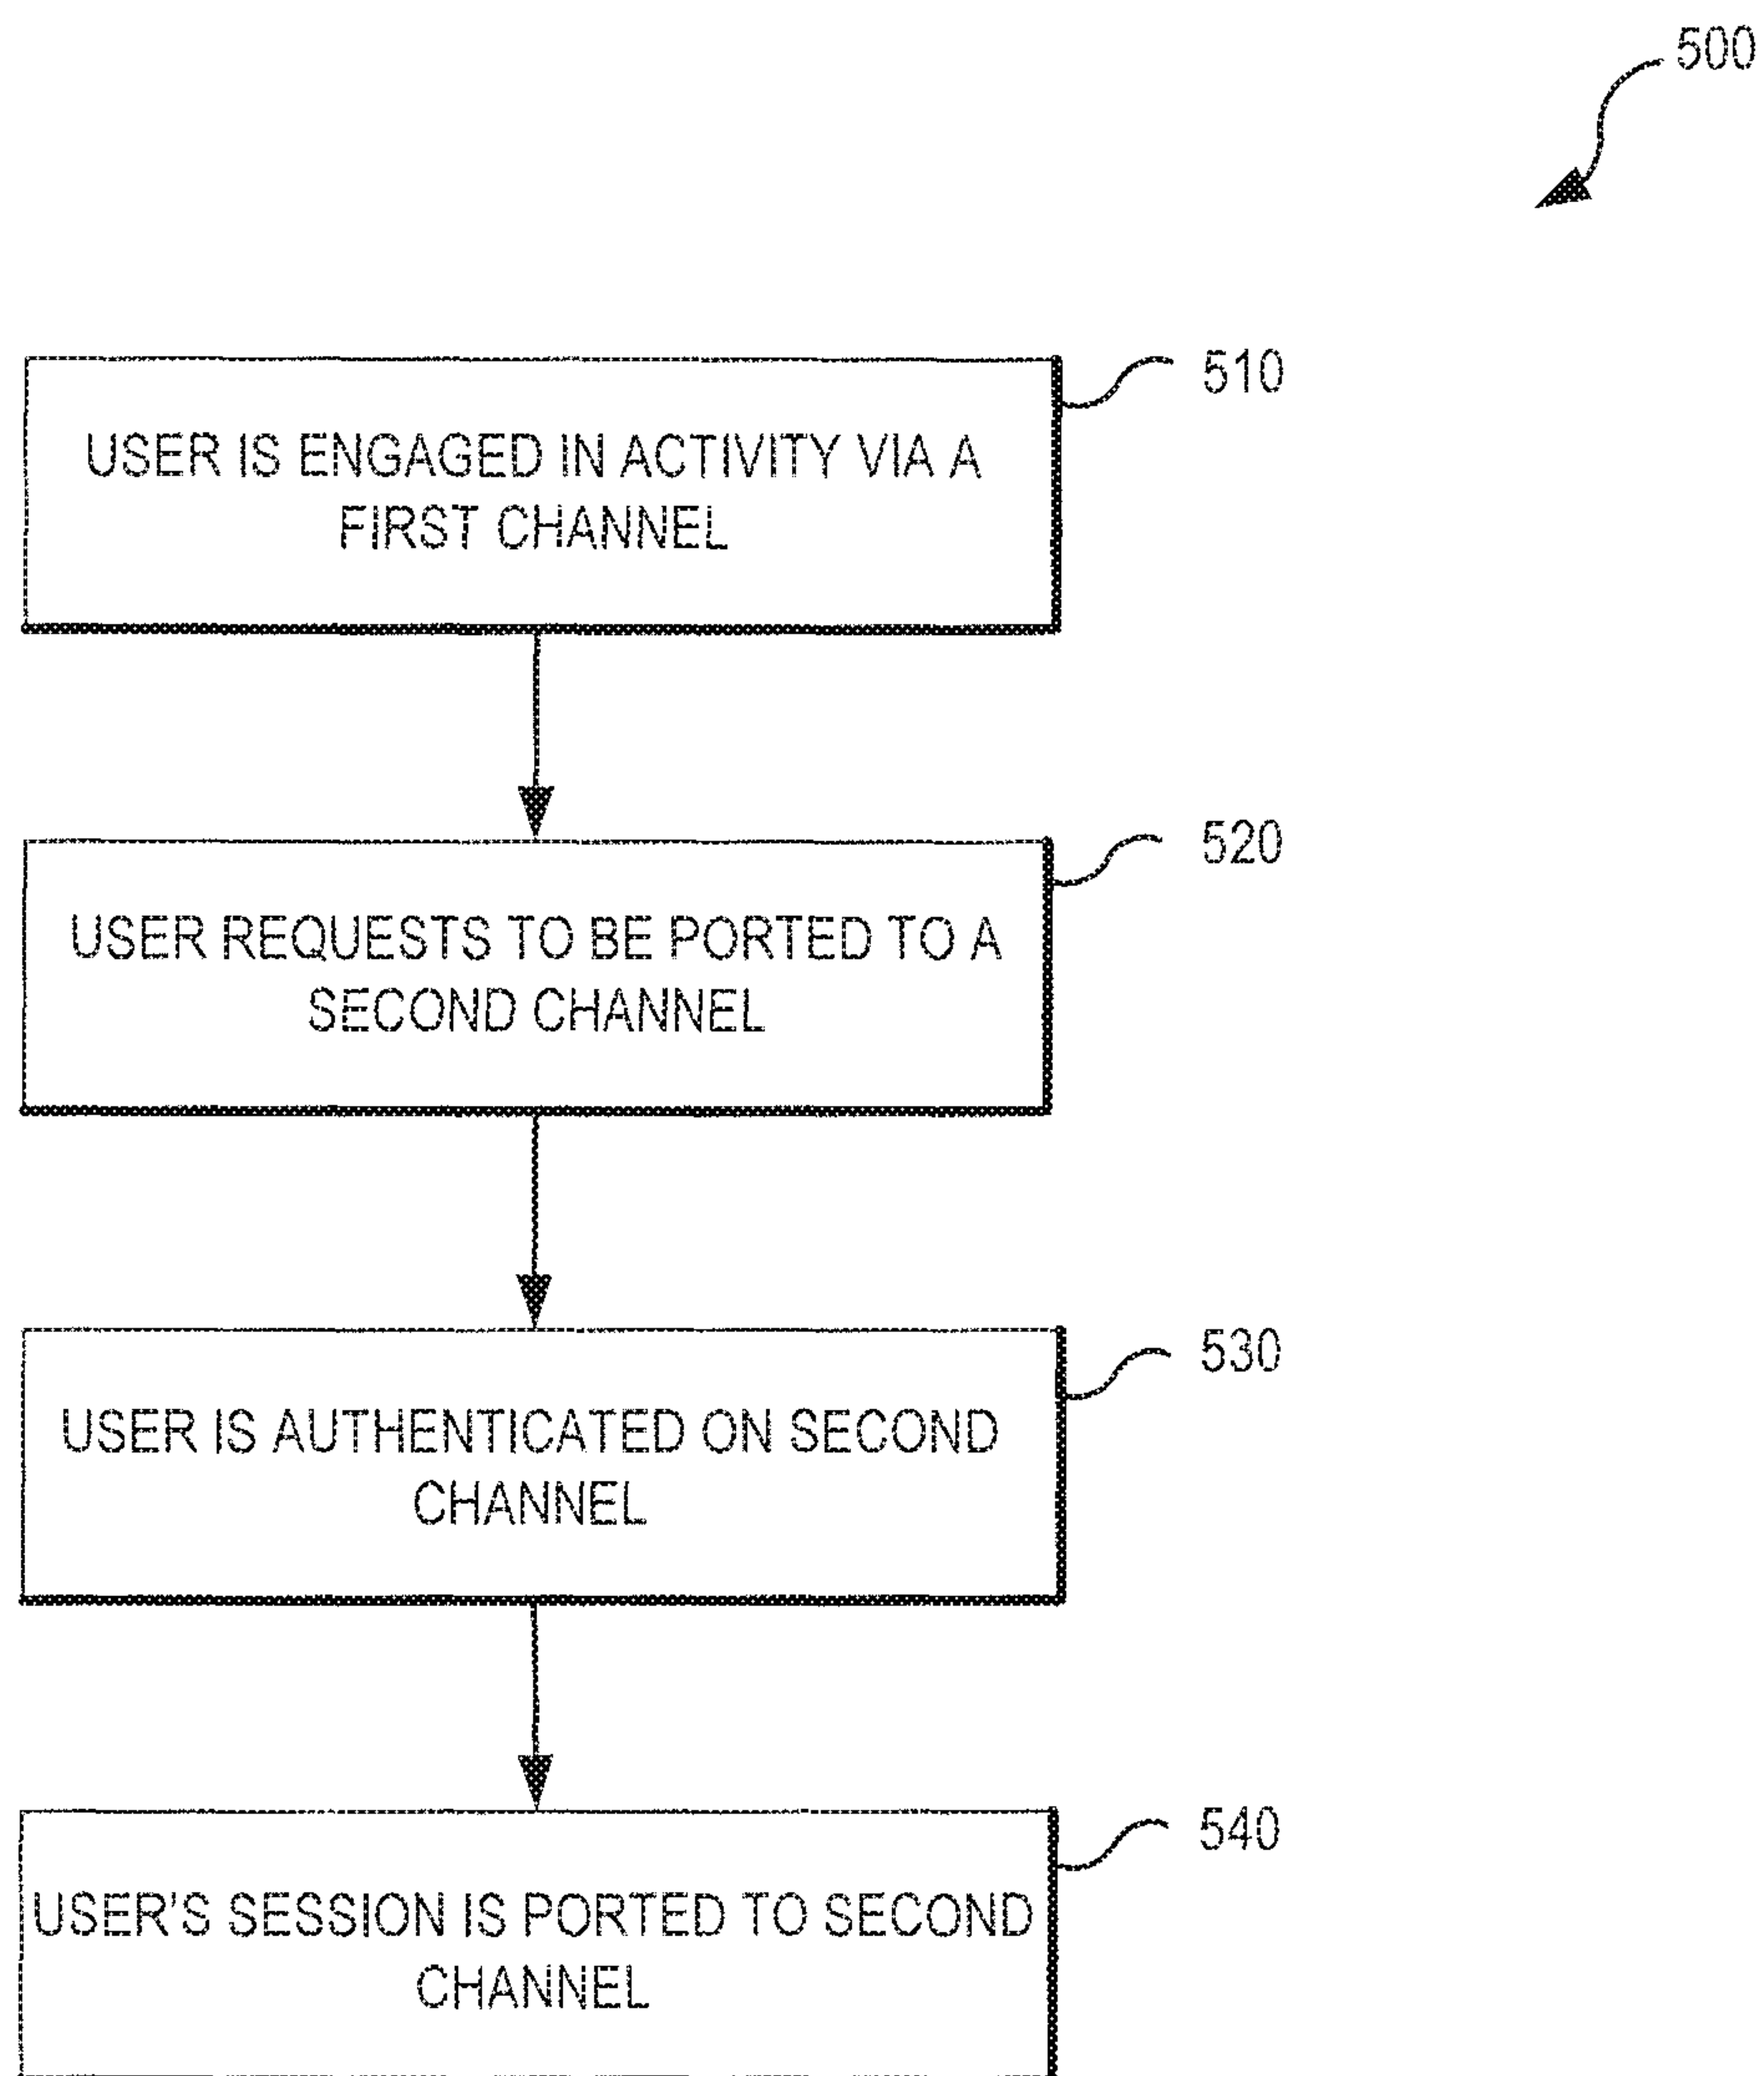 500
510
USER IS ENGAGED IN ACTIVITY VIA A
FIRST CHANNEL
520
USER REQUESTS TO BE PORTED TO A
SECOND CHANNEL
530
USER IS AUTHENTICATED ON SECOND
CHANNEL
540
USER'S SESSION IS PORTED TO SECOND
CHANNEL